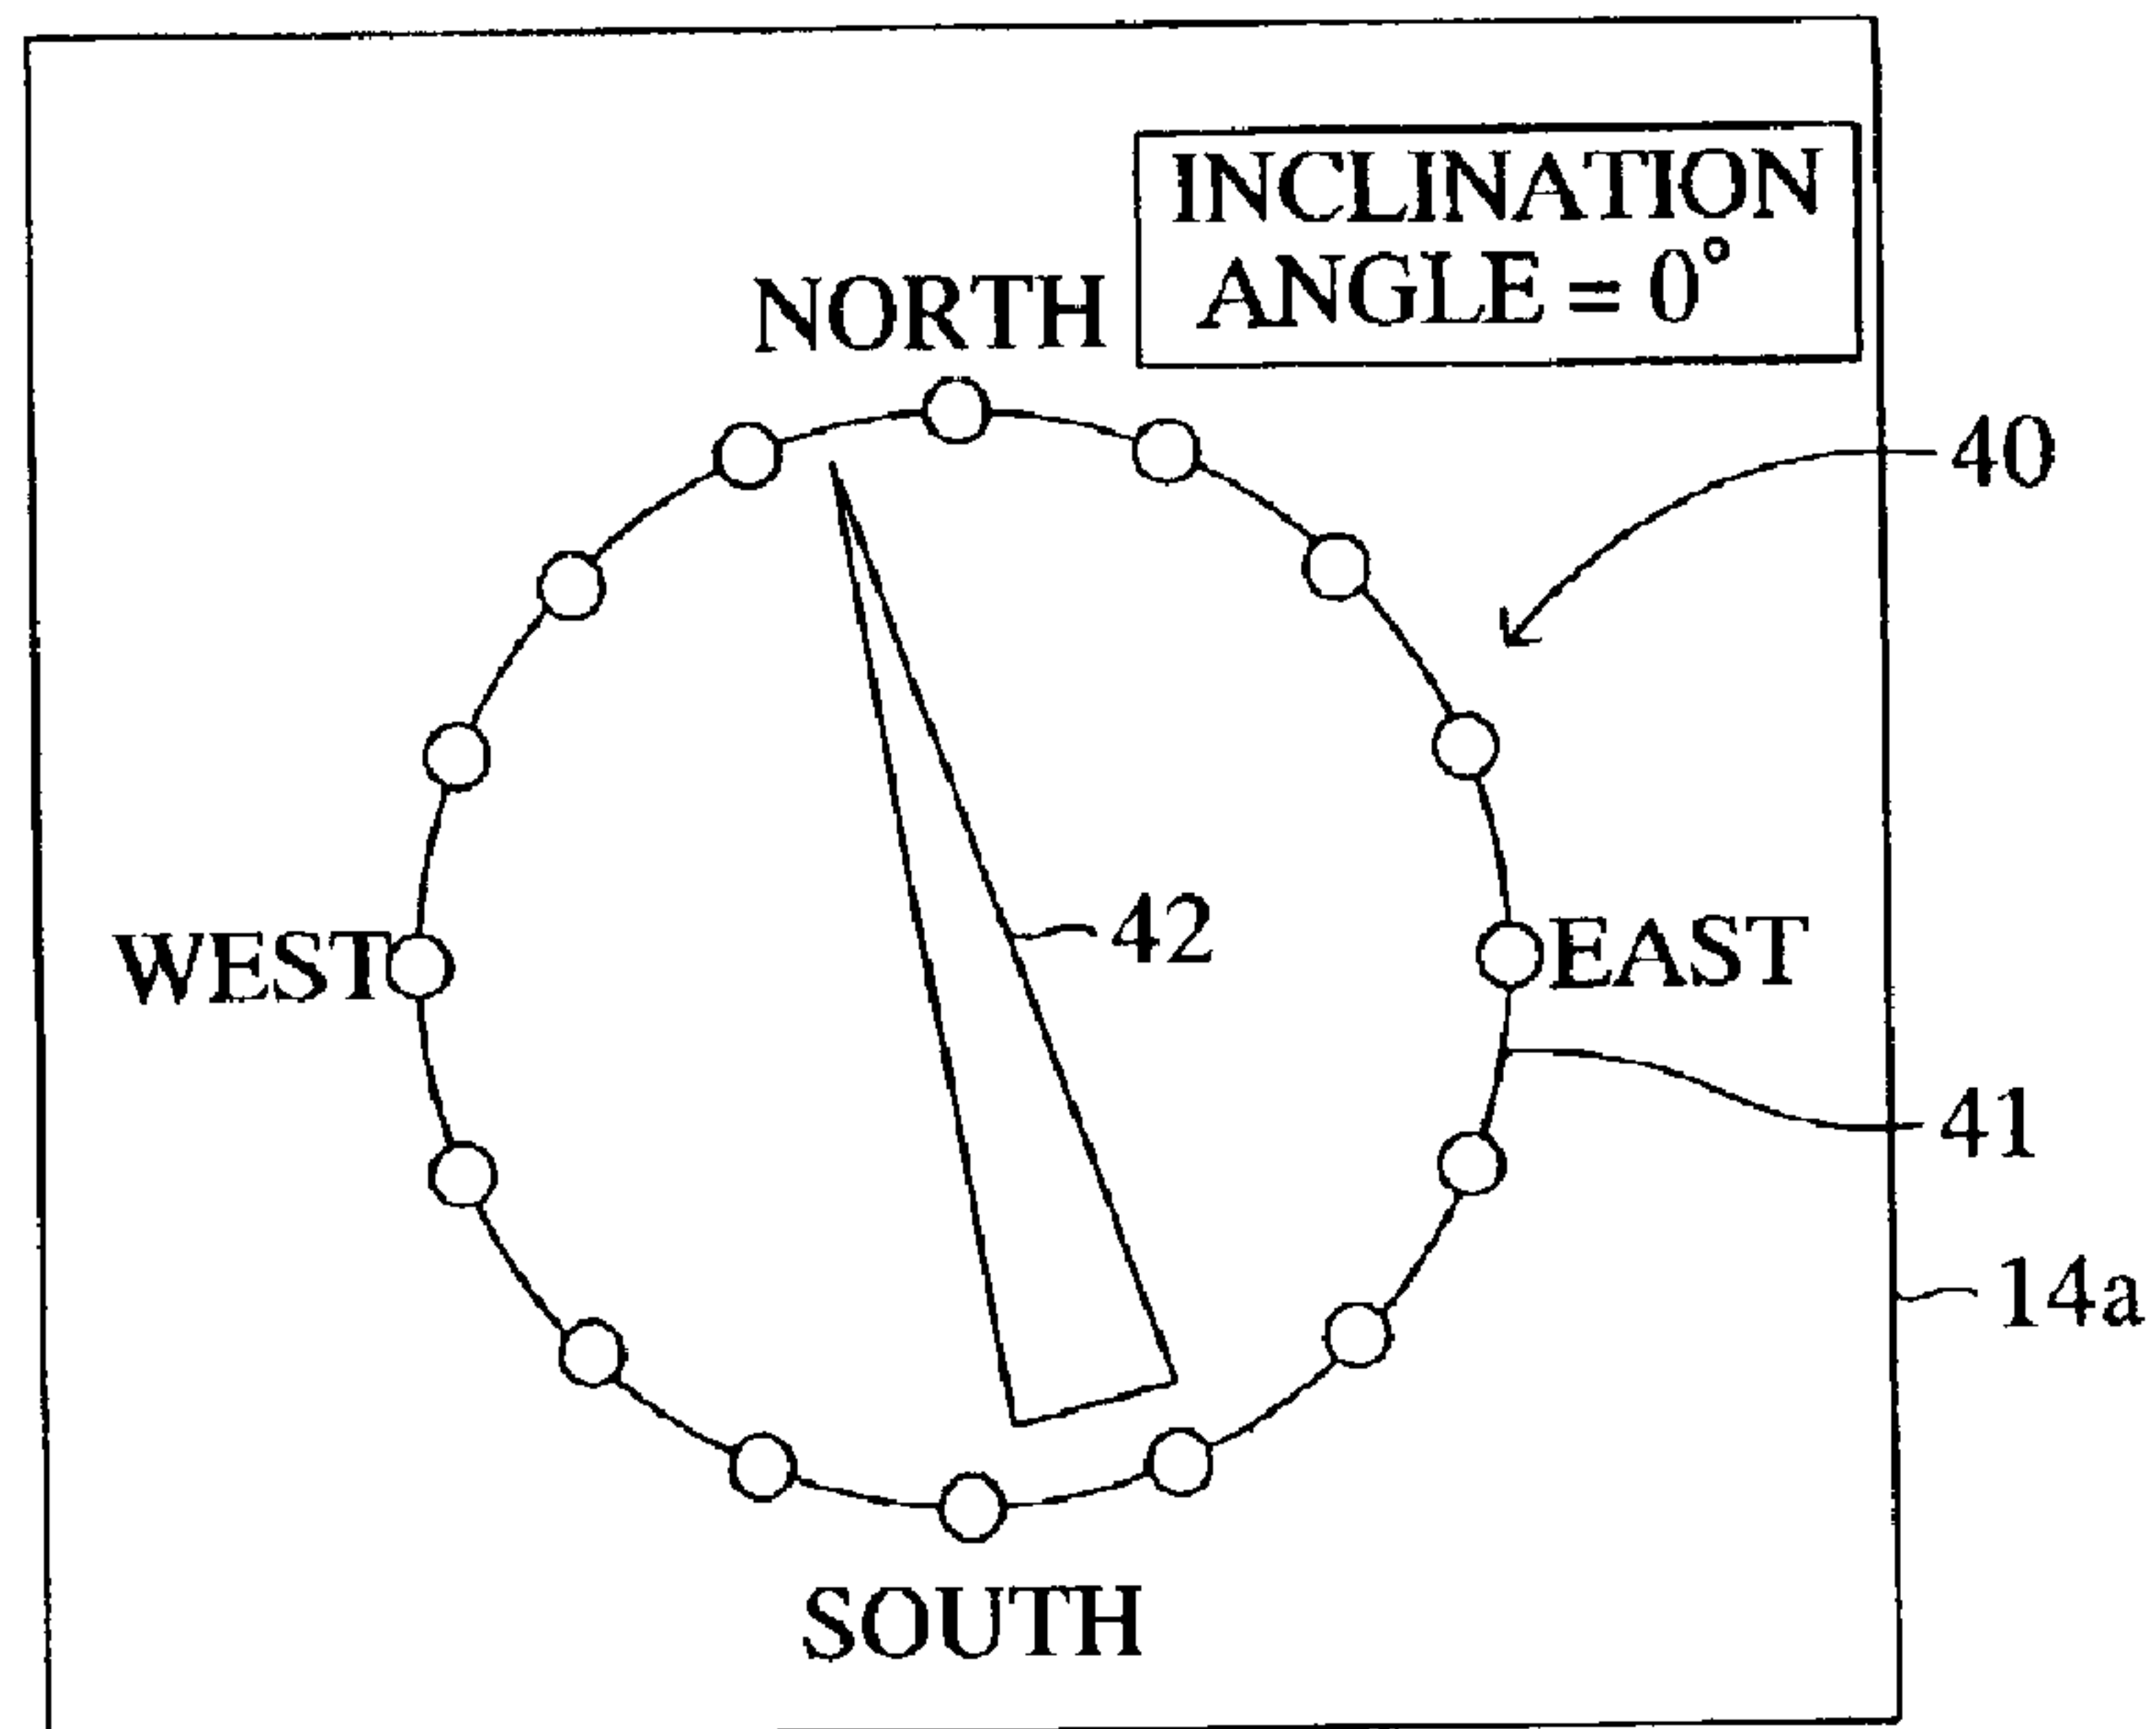 INCLINATION
ANGLE = 0°
NORTH
40
42
WEST
EAST
41
14a
SOUTH